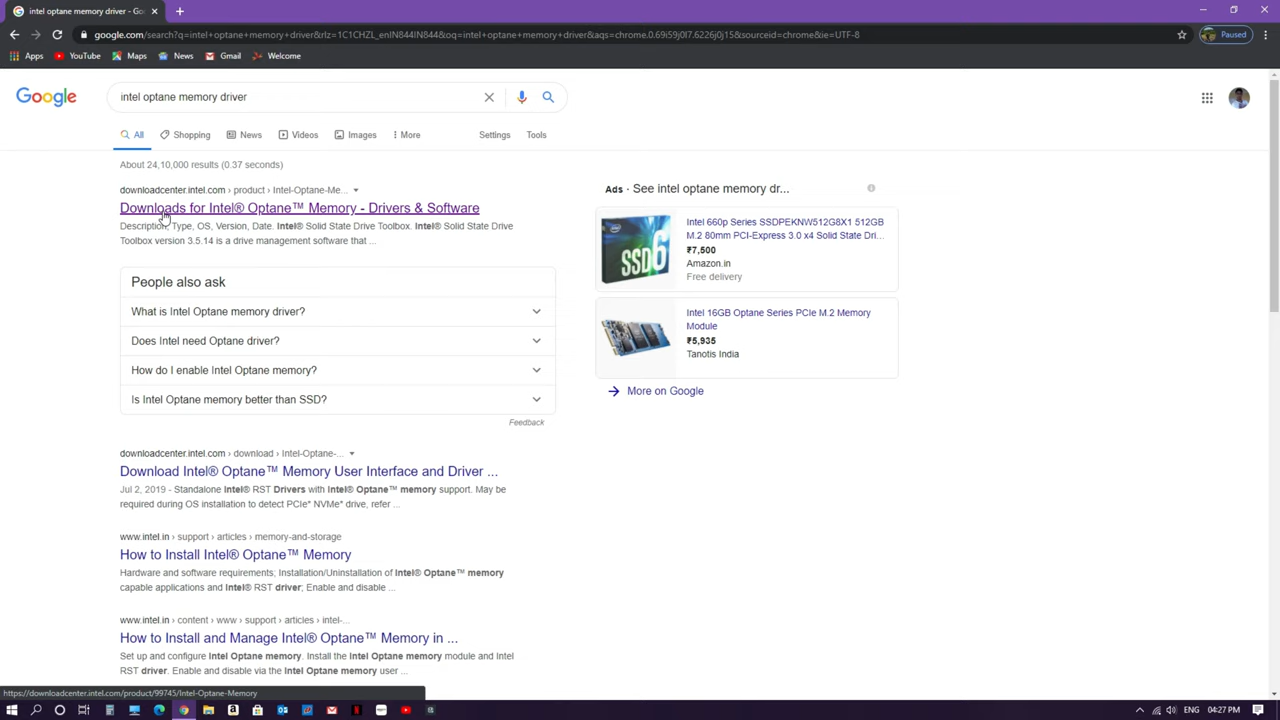 intel optane memory driver - Go
google.com/search?q=intel+optane+memory+driver&rlz=1C1CHZL_enIN844IN844&oq=intel+optane+memory+driver&aqs=chrome.0.69i59j0l7.6226j0j15&sourceid=chrome&ie=UTF-8
Paused
Apps YouTube Maps News Gmail Welcome
Google
intel optane memory driver
All Shopping News Videos Images More Settings Tools
About 24,10,000 results (0.37 seconds)
downloadcenter.intel.com › product › Intel-Optane-Me...
Downloads for Intel® Optane™ Memory - Drivers & Software
Description, Type, OS, Version, Date. Intel® Solid State Drive Toolbox. Intel® Solid State Drive
Toolbox version 3.5.14 is a drive management software that ...
People also ask
What is Intel Optane memory driver?
Does Intel need Optane driver?
How do I enable Intel Optane memory?
Is Intel Optane memory better than SSD?
Feedback
downloadcenter.intel.com › download › Intel-Optane-...
Download Intel® Optane™ Memory User Interface and Driver ...
Jul 2, 2019 - Standalone Intel® RST Drivers with Intel® Optane™ memory support. May be
required during OS installation to detect PCIe* NVMe* drive, refer ...
www.intel.in › support › articles › memory-and-storage
How to Install Intel® Optane™ Memory
Hardware and software requirements; Installation/Uninstallation of Intel® Optane™ memory
capable applications and Intel® RST driver; Enable and disable ...
www.intel.in › content › www › support › articles › intel-...
How to Install and Manage Intel® Optane™ Memory in ...
Set up and configure Intel Optane memory. Install the Intel Optane memory module and Intel
RST driver. Enable and disable via the Intel Optane memory user ...
Ads · See intel optane memory dr...
intel
SSD6
Intel 660p Series SSDPEKNW512G8X1 512GB
M.2 80mm PCI-Express 3.0 x4 Solid State Dri...
₹7,500
Amazon.in
Free delivery
Intel 16GB Optane Series PCIe M.2 Memory
Module
₹5,935
Tanotis India
More on Google
https://downloadcenter.intel.com/product/99745/Intel-Optane-Memory
ENG 04:27 PM